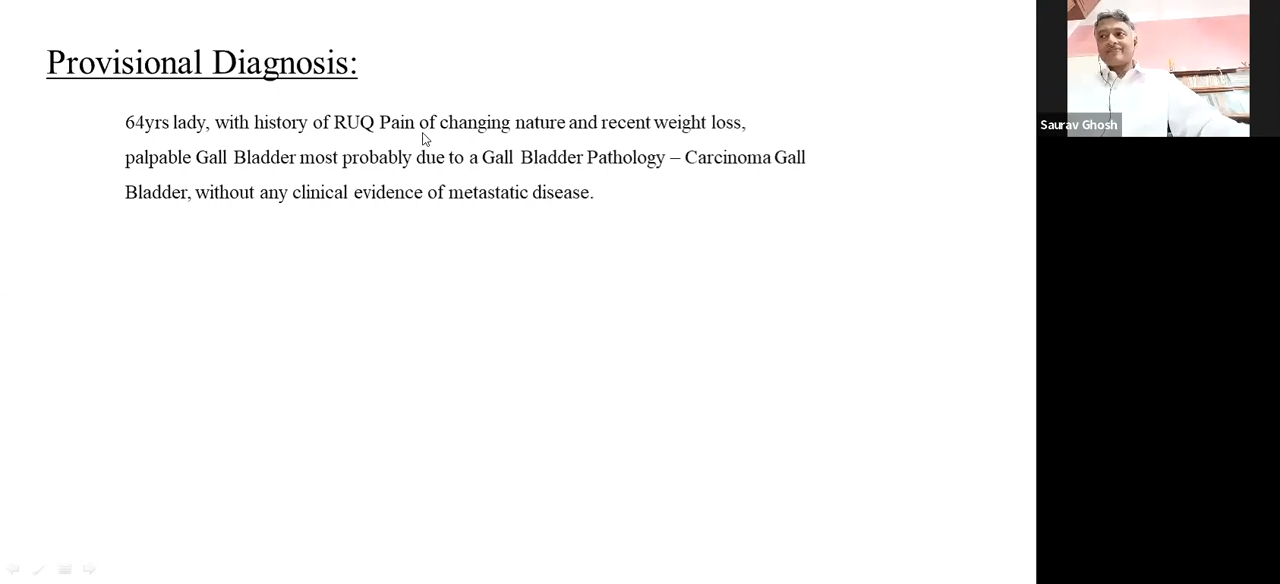 Provisional Diagnosis:
64yrs lady, with history of RUQ Pain of changing nature and recent weight loss,
palpable Gall Bladder most probably due to a Gall Bladder Pathology – Carcinoma Gall
Bladder, without any clinical evidence of metastatic disease.
Saurav Ghosh